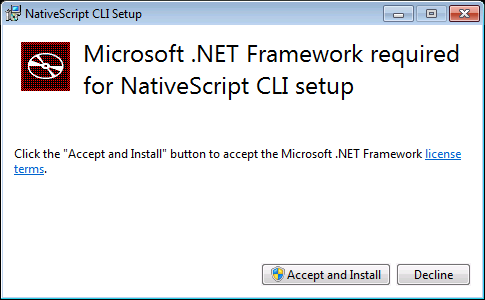 NativeScript CLI Setup
Microsoft .NET Framework required
for NativeScript CLI setup
Click the "Accept and Install" button to accept the Microsoft .NET Framework license
terms.
Accept and Install
Decline